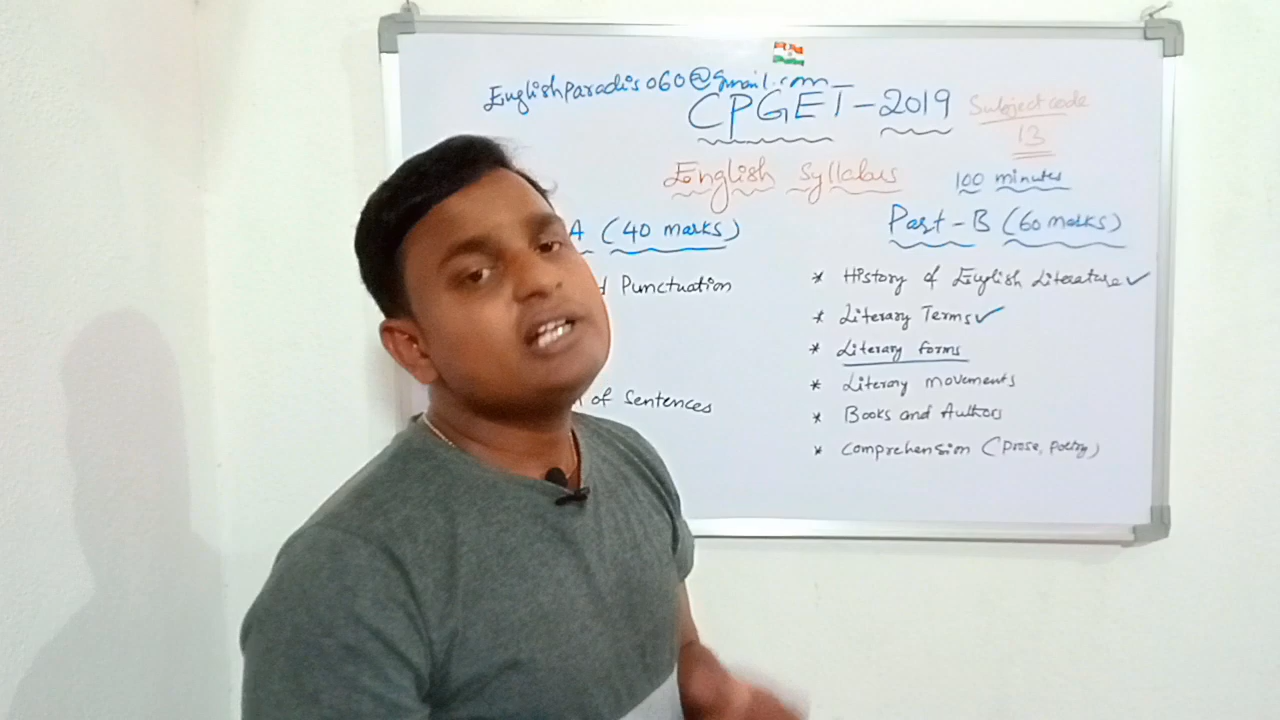 Englishparadis060@gmail.com
CPGET-2019
Subject code
13
English Syllabus
100 minutes
A (40 marks)
Punctuation
of Sentences
Part-B (60 marks)
* History of English Literature ✓
* Literary Terms ✓
* Literary forms
* Literary movements
* Books and Authors
* Comprehension (Prose, Poetry)